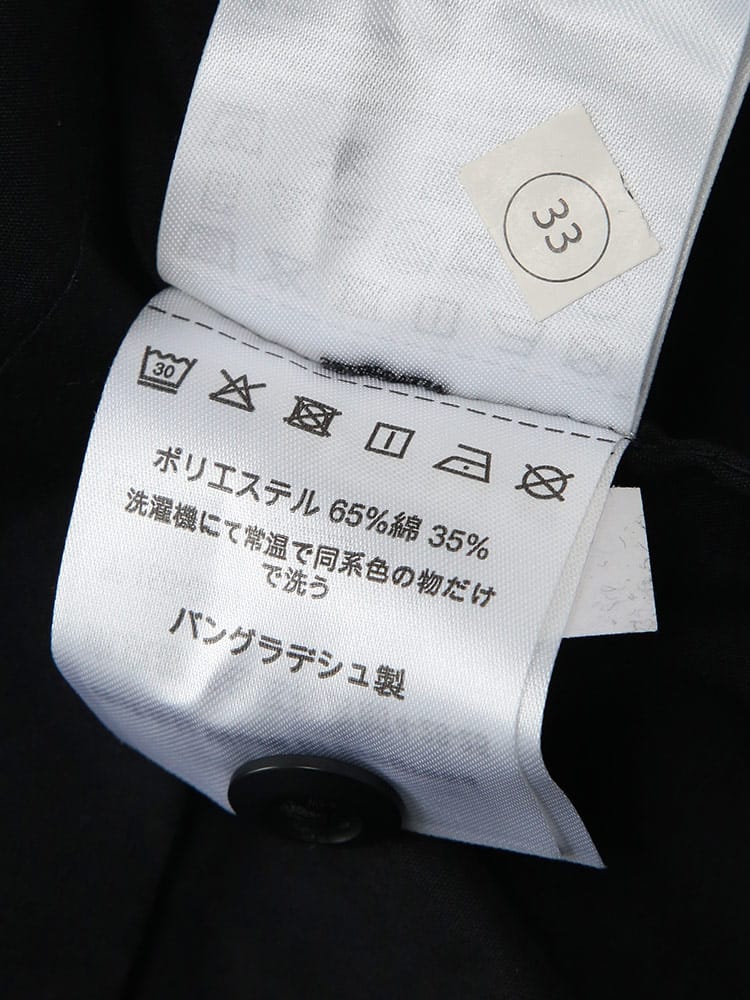 33
30
ポリエステル 65%綿 35%
洗濯機にて常温で同系色の物だけ
で洗う
バングラデシュ製